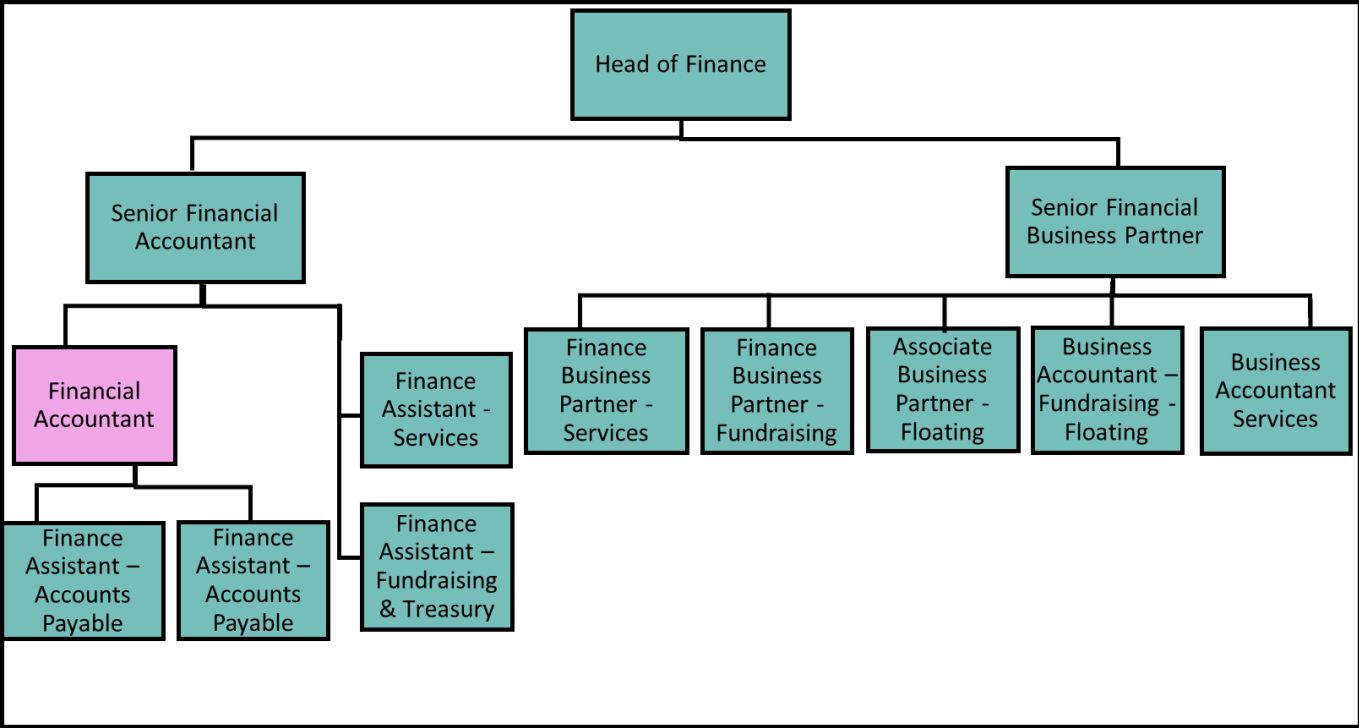 Head of Finance
Senior Financial
Accountant
Senior Financial
Business Partner
Financial
Accountant
Finance
Assistant -
Services
Finance
Business
Partner -
Services
Finance
Business
Partner -
Fundraising
Associate
Business
Partner -
Floating
Business
Accountant –
Fundraising -
Floating
Business
Accountant
Services
Finance
Assistant –
Accounts
Payable
Finance
Assistant –
Accounts
Payable
Finance
Assistant –
Fundraising
& Treasury